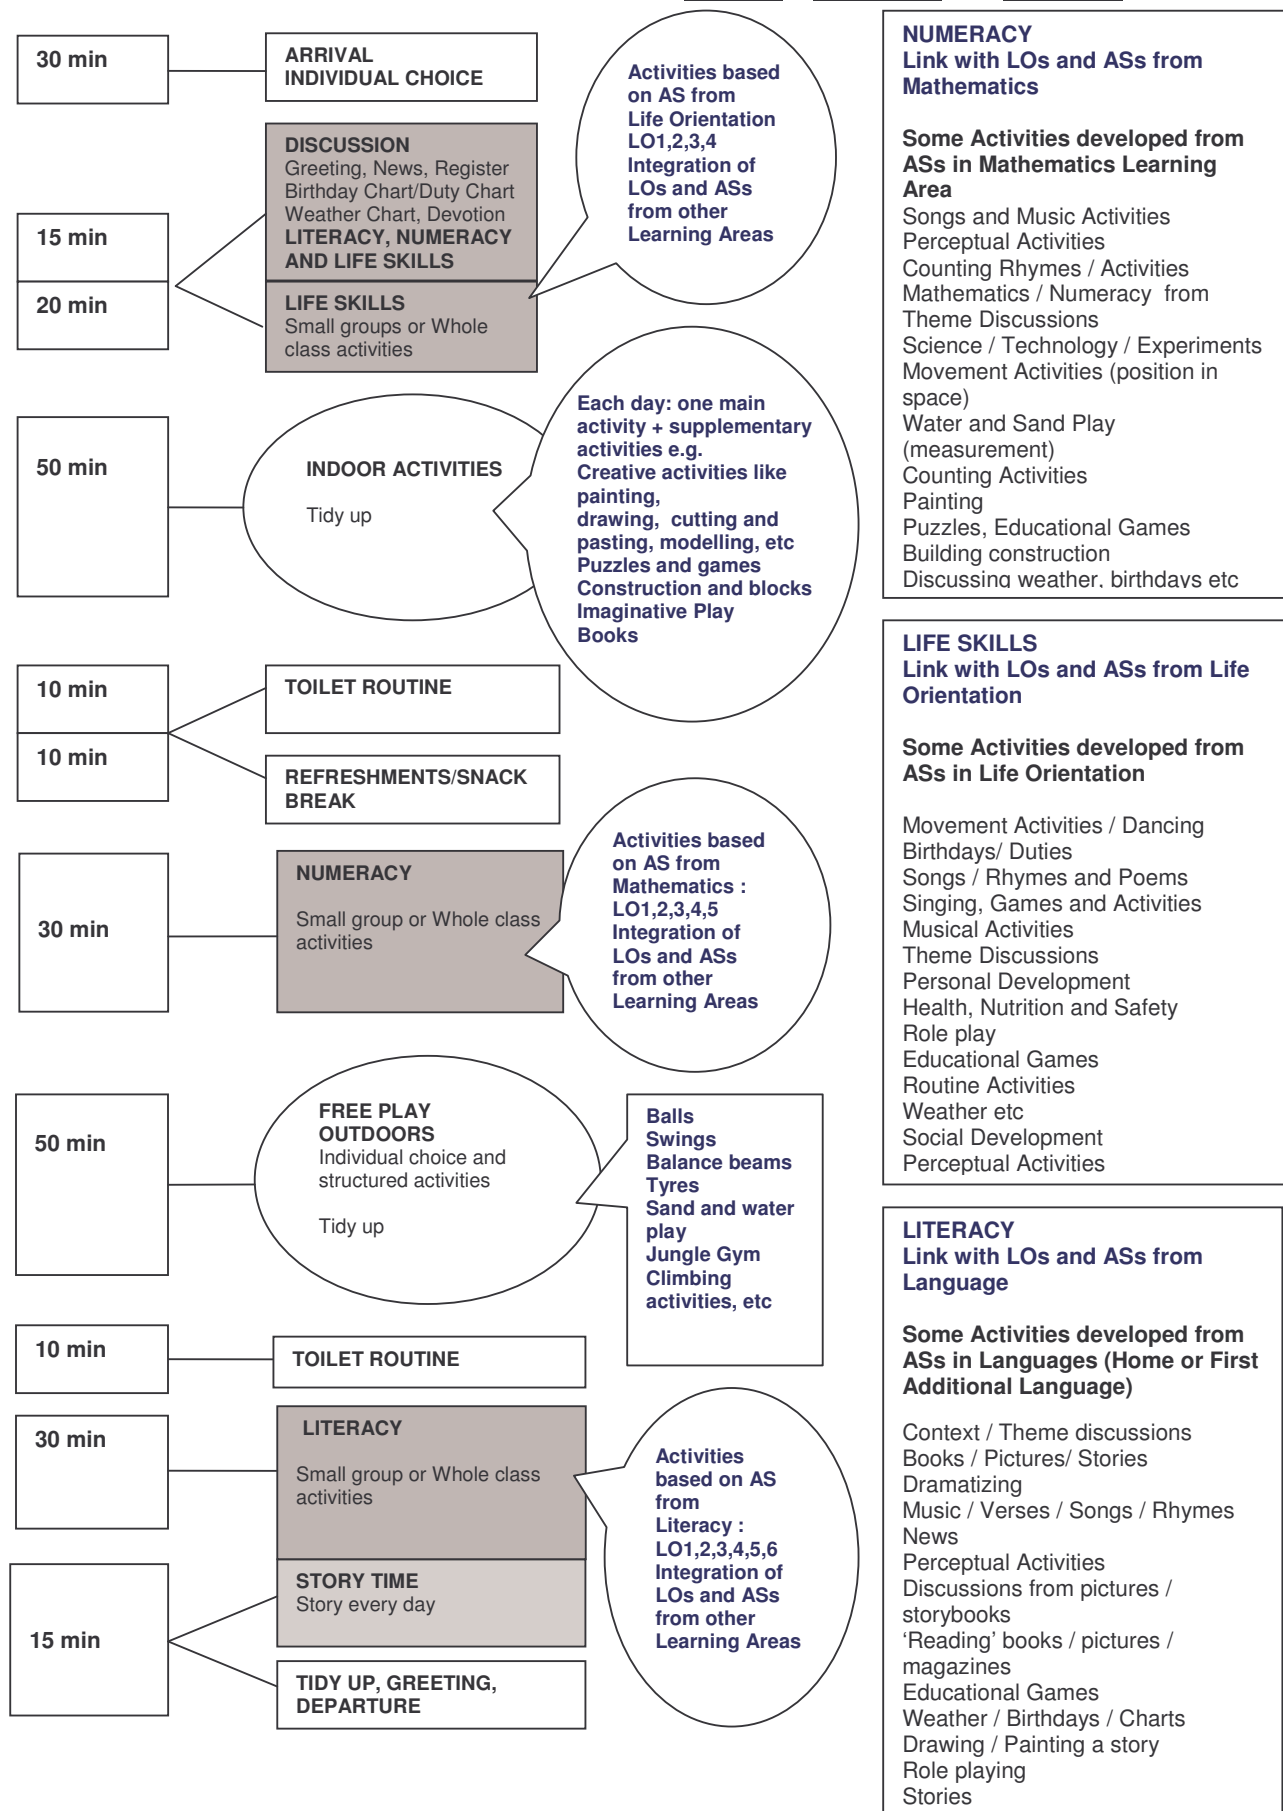 30 min
ARRIVAL
INDIVIDUAL CHOICE
DISCUSSION
Greeting, News, Register
Birthday Chart/Duty Chart
Weather Chart, Devotion
LITERACY, NUMERACY
AND LIFE SKILLS
15 min
20 min
LIFE SKILLS
Small groups or Whole
class activities
Activities based
on AS from
Life Orientation
LO1,2,3,4
Integration of
LOs and ASs
from other
Learning Areas
50 min
INDOOR ACTIVITIES
Tidy up
Each day: one main
activity + supplementary
activities e.g.
Creative activities like
painting,
drawing, cutting and
pasting, modelling, etc
Puzzles and games
Construction and blocks
Imaginative Play
Books
10 min
TOILET ROUTINE
10 min
REFRESHMENTS/SNACK
BREAK
30 min
NUMERACY
Small group or Whole class
activities
Activities based
on AS from
Mathematics :
LO1,2,3,4,5
Integration of
LOs and ASs
from other
Learning Areas
50 min
FREE PLAY
OUTDOORS
Individual choice and
structured activities
Tidy up
Balls
Swings
Balance beams
Tyres
Sand and water
play
Jungle Gym
Climbing
activities, etc
10 min
TOILET ROUTINE
30 min
LITERACY
Small group or Whole class
activities
Activities
based on AS
from
Literacy :
LO1,2,3,4,5,6
Integration of
LOs and ASs
from other
Learning Areas
15 min
STORY TIME
Story every day
TIDY UP, GREETING,
DEPARTURE
NUMERACY
Link with LOs and ASs from
Mathematics
Some Activities developed from
ASs in Mathematics Learning
Area
Songs and Music Activities
Perceptual Activities
Counting Rhymes / Activities
Mathematics / Numeracy from
Theme Discussions
Science / Technology / Experiments
Movement Activities (position in
space)
Water and Sand Play
(measurement)
Counting Activities
Painting
Puzzles, Educational Games
Building construction
Discussing weather, birthdays etc
LIFE SKILLS
Link with LOs and ASs from Life
Orientation
Some Activities developed from
ASs in Life Orientation
Movement Activities / Dancing
Birthdays/ Duties
Songs / Rhymes and Poems
Singing, Games and Activities
Musical Activities
Theme Discussions
Personal Development
Health, Nutrition and Safety
Role play
Educational Games
Routine Activities
Weather etc
Social Development
Perceptual Activities
LITERACY
Link with LOs and ASs from
Language
Some Activities developed from
ASs in Languages (Home or First
Additional Language)
Context / Theme discussions
Books / Pictures/ Stories
Dramatizing
Music / Verses / Songs / Rhymes
News
Perceptual Activities
Discussions from pictures /
storybooks
‘Reading’ books / pictures /
magazines
Educational Games
Weather / Birthdays / Charts
Drawing / Painting a story
Role playing
Stories